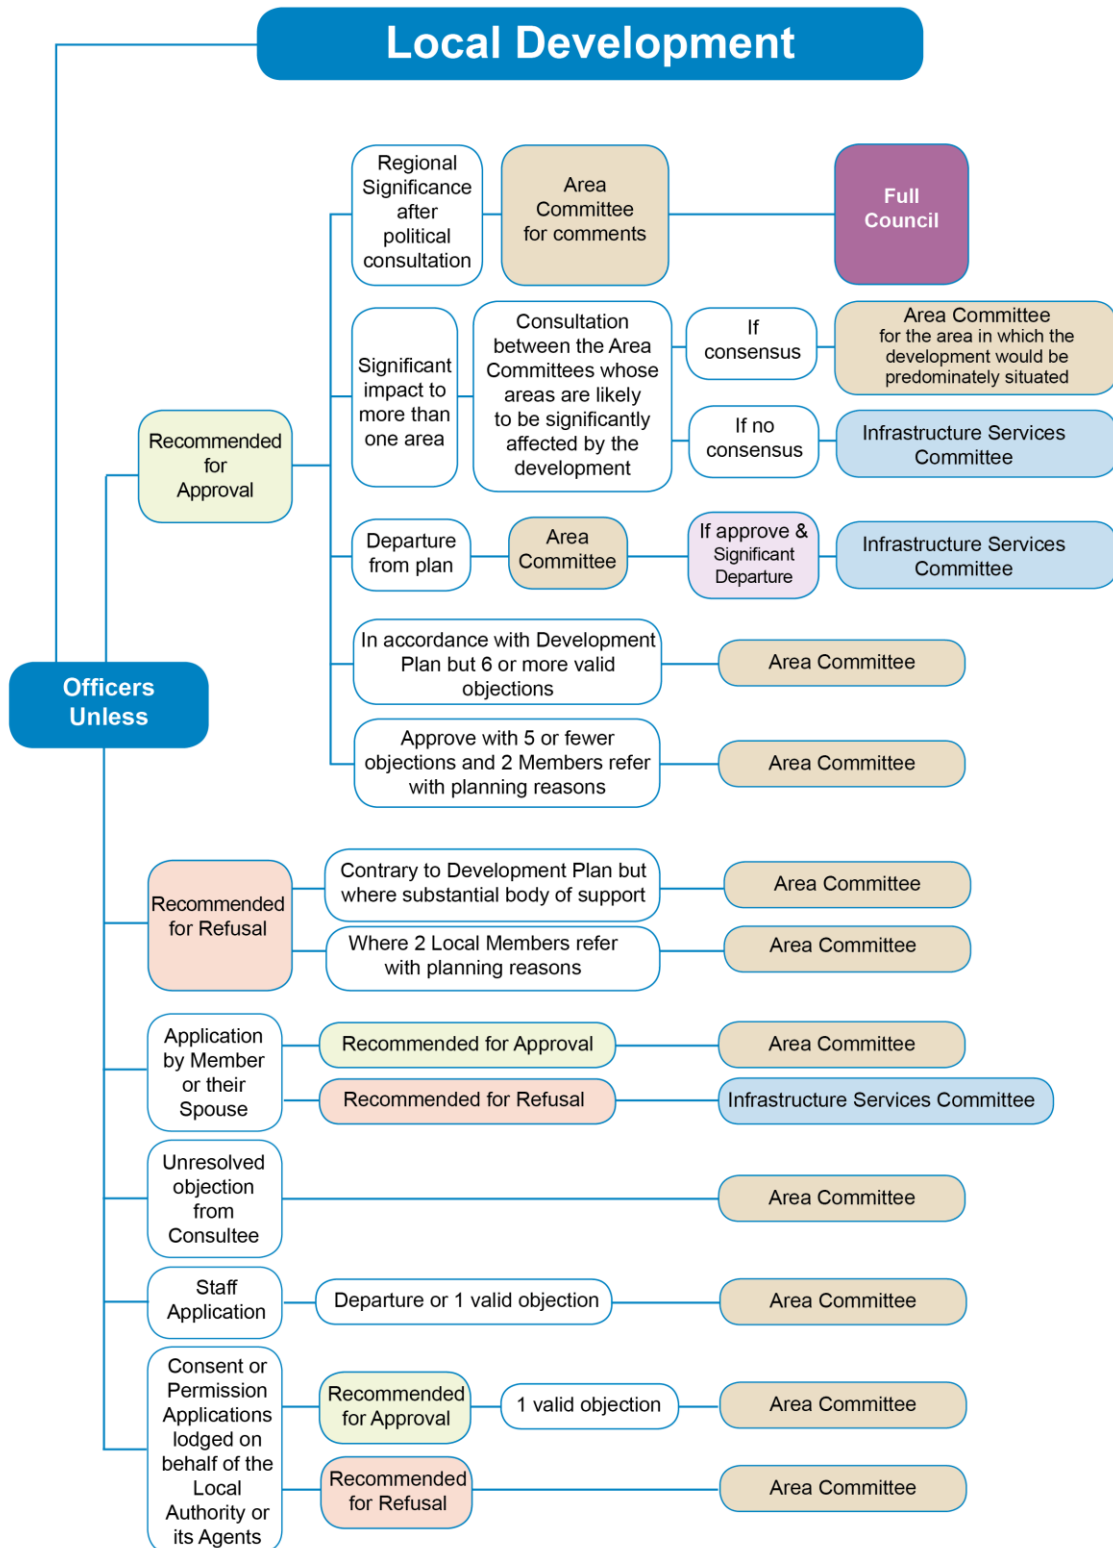 Local Development
Regional
Significance
after
political
consultation
Area
Committee
for comments
Full
Council
Significant
impact to
more than
one area
Consultation
between the Area
Committees whose
areas are likely
to be significantly
affected by the
development
If
consensus
Area Committee
for the area in which the
development would be
predominately situated
If no
consensus
Infrastructure Services
Committee
Recommended
for
Approval
Departure
from plan
Area
Committee
If approve &
Significant
Departure
Infrastructure Services
Committee
In accordance with Development
Plan but 6 or more valid
objections
Area Committee
Officers
Unless
Approve with 5 or fewer
objections and 2 Members refer
with planning reasons
Area Committee
Recommended
for Refusal
Contrary to Development Plan but
where substantial body of support
Area Committee
Where 2 Local Members refer
with planning reasons
Area Committee
Application
by Member
or their
Spouse
Recommended for Approval
Area Committee
Recommended for Refusal
Infrastructure Services Committee
Unresolved
objection
from
Consultee
Area Committee
Staff
Application
Departure or 1 valid objection
Area Committee
Consent or
Permission
Applications
lodged on
behalf of the
Local
Authority or
its Agents
Recommended
for Approval
1 valid objection
Area Committee
Recommended
for Refusal
Area Committee